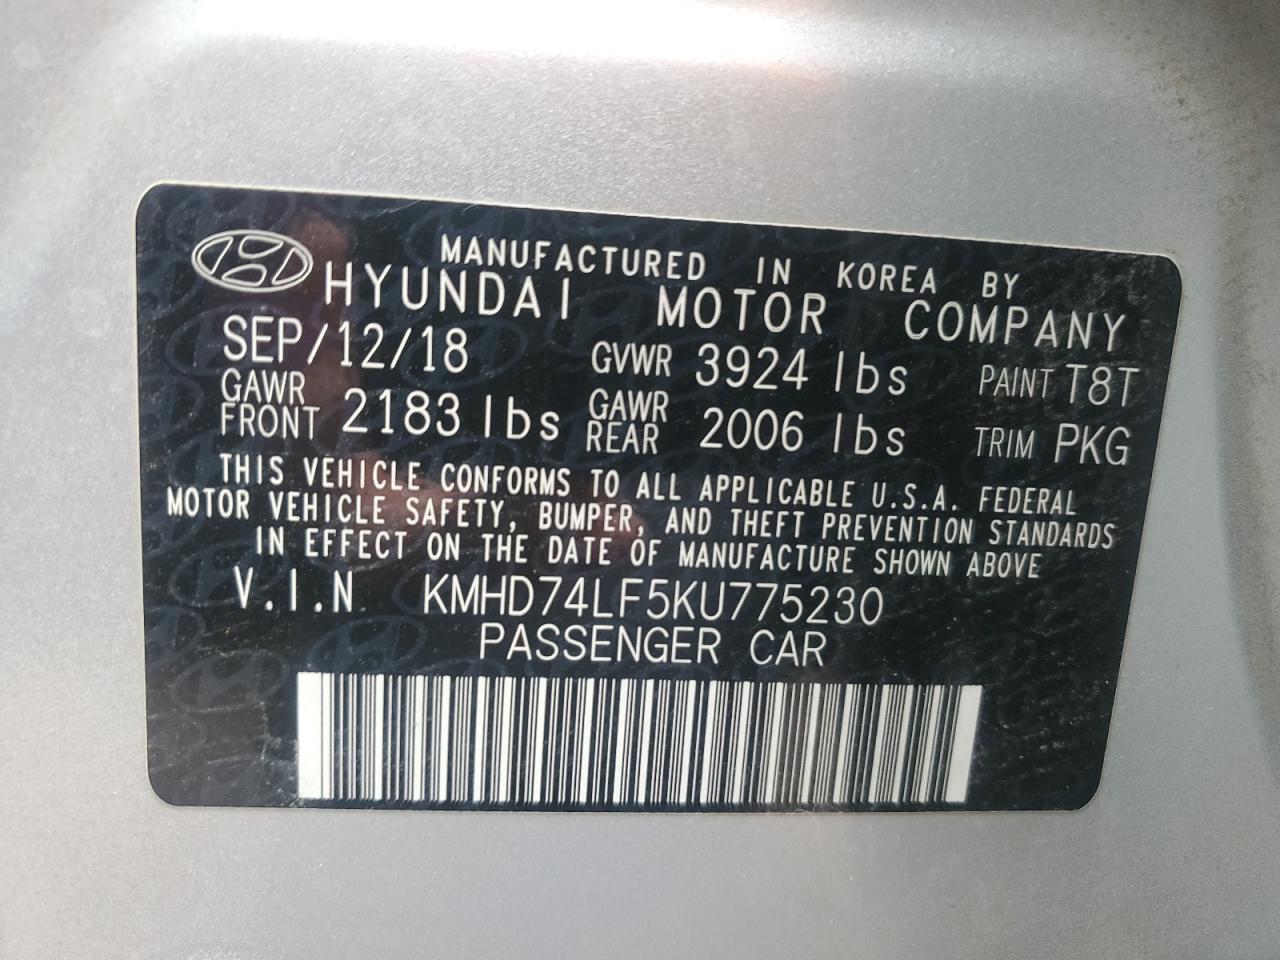 MANUFACTURED IN KOREA BY
HYUNDAI MOTOR COMPANY
SEP/12/18 GVWR 3924 lbs PAINT T8T
GAWR FRONT 2183 lbs GAWR REAR 2006 lbs TRIM PKG
THIS VEHICLE CONFORMS TO ALL APPLICABLE U.S.A. FEDERAL
MOTOR VEHICLE SAFETY, BUMPER, AND THEFT PREVENTION STANDARDS
IN EFFECT ON THE DATE OF MANUFACTURE SHOWN ABOVE
V.I.N. KMHD74LF5KU775230
PASSENGER CAR